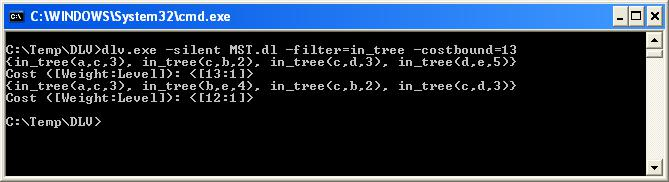 C:\WINDOWS\System32\cmd.exe
C:\Temp\DLV>dlv.exe -silent MST.dl -filter=in_tree -costbound=13
{in_tree(a,c,3), in_tree(c,b,2), in_tree(c,d,3), in_tree(d,e,5)}
Cost ([Weight:Level]): <[13:1]>
{in_tree(a,c,3), in_tree(b,e,4), in_tree(c,b,2), in_tree(c,d,3)}
Cost ([Weight:Level]): <[12:1]>
C:\Temp\DLV>